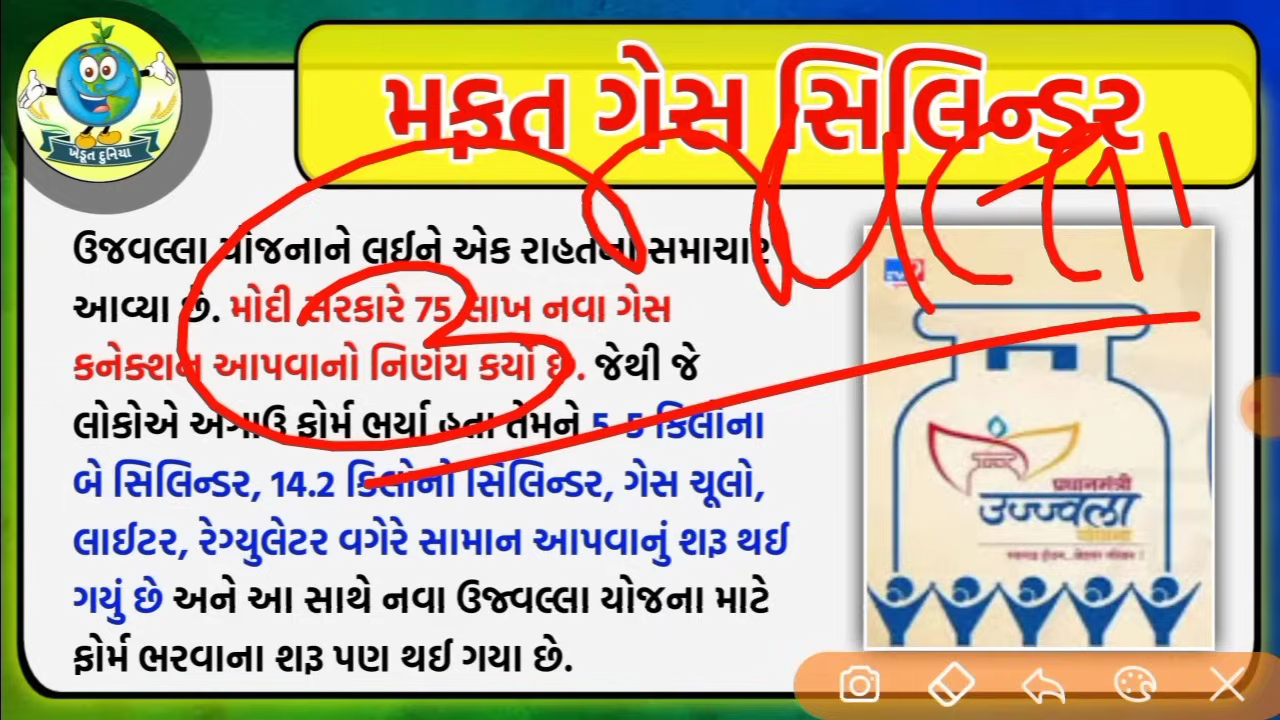 ખેડૂત દુનિયા
મફત ગેસ સિલિન્ડર
ઉજવલ્લા યોજનાને લઈને એક રાહતના સમાચાર
આવ્યા છે. મોદી સરકારે 75 લાખ નવા ગેસ
કનેક્શન આપવાનો નિર્ણય કર્યો છે. જેથી જે
લોકોએ અગાઉ ફોર્મ ભર્યા હતા તેમને 5-5 કિલોના
બે સિલિન્ડર, 14.2 કિલોનો સિલિન્ડર, ગેસ ચૂલો,
લાઈટર, રેગ્યુલેટર વગેરે સામાન આપવાનું શરૂ થઈ
ગયું છે અને આ સાથે નવા ઉજ્વલ્લા યોજના માટે
ફોર્મ ભરવાના શરૂ પણ થઈ ગયા છે.
प्रधानमंत्री
उज्ज्वला
योजना